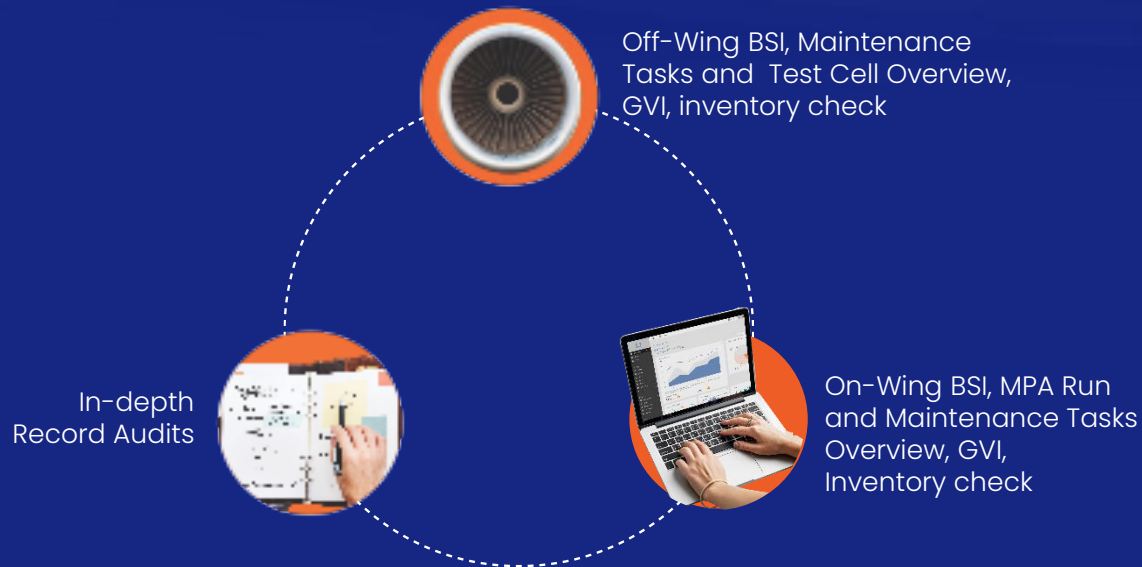 Off-Wing BSI, Maintenance
Tasks and  Test Cell Overview,
GVI, inventory check
In-depth
Record Audits
On-Wing BSI, MPA Run
and Maintenance Tasks
Overview, GVI,
Inventory check